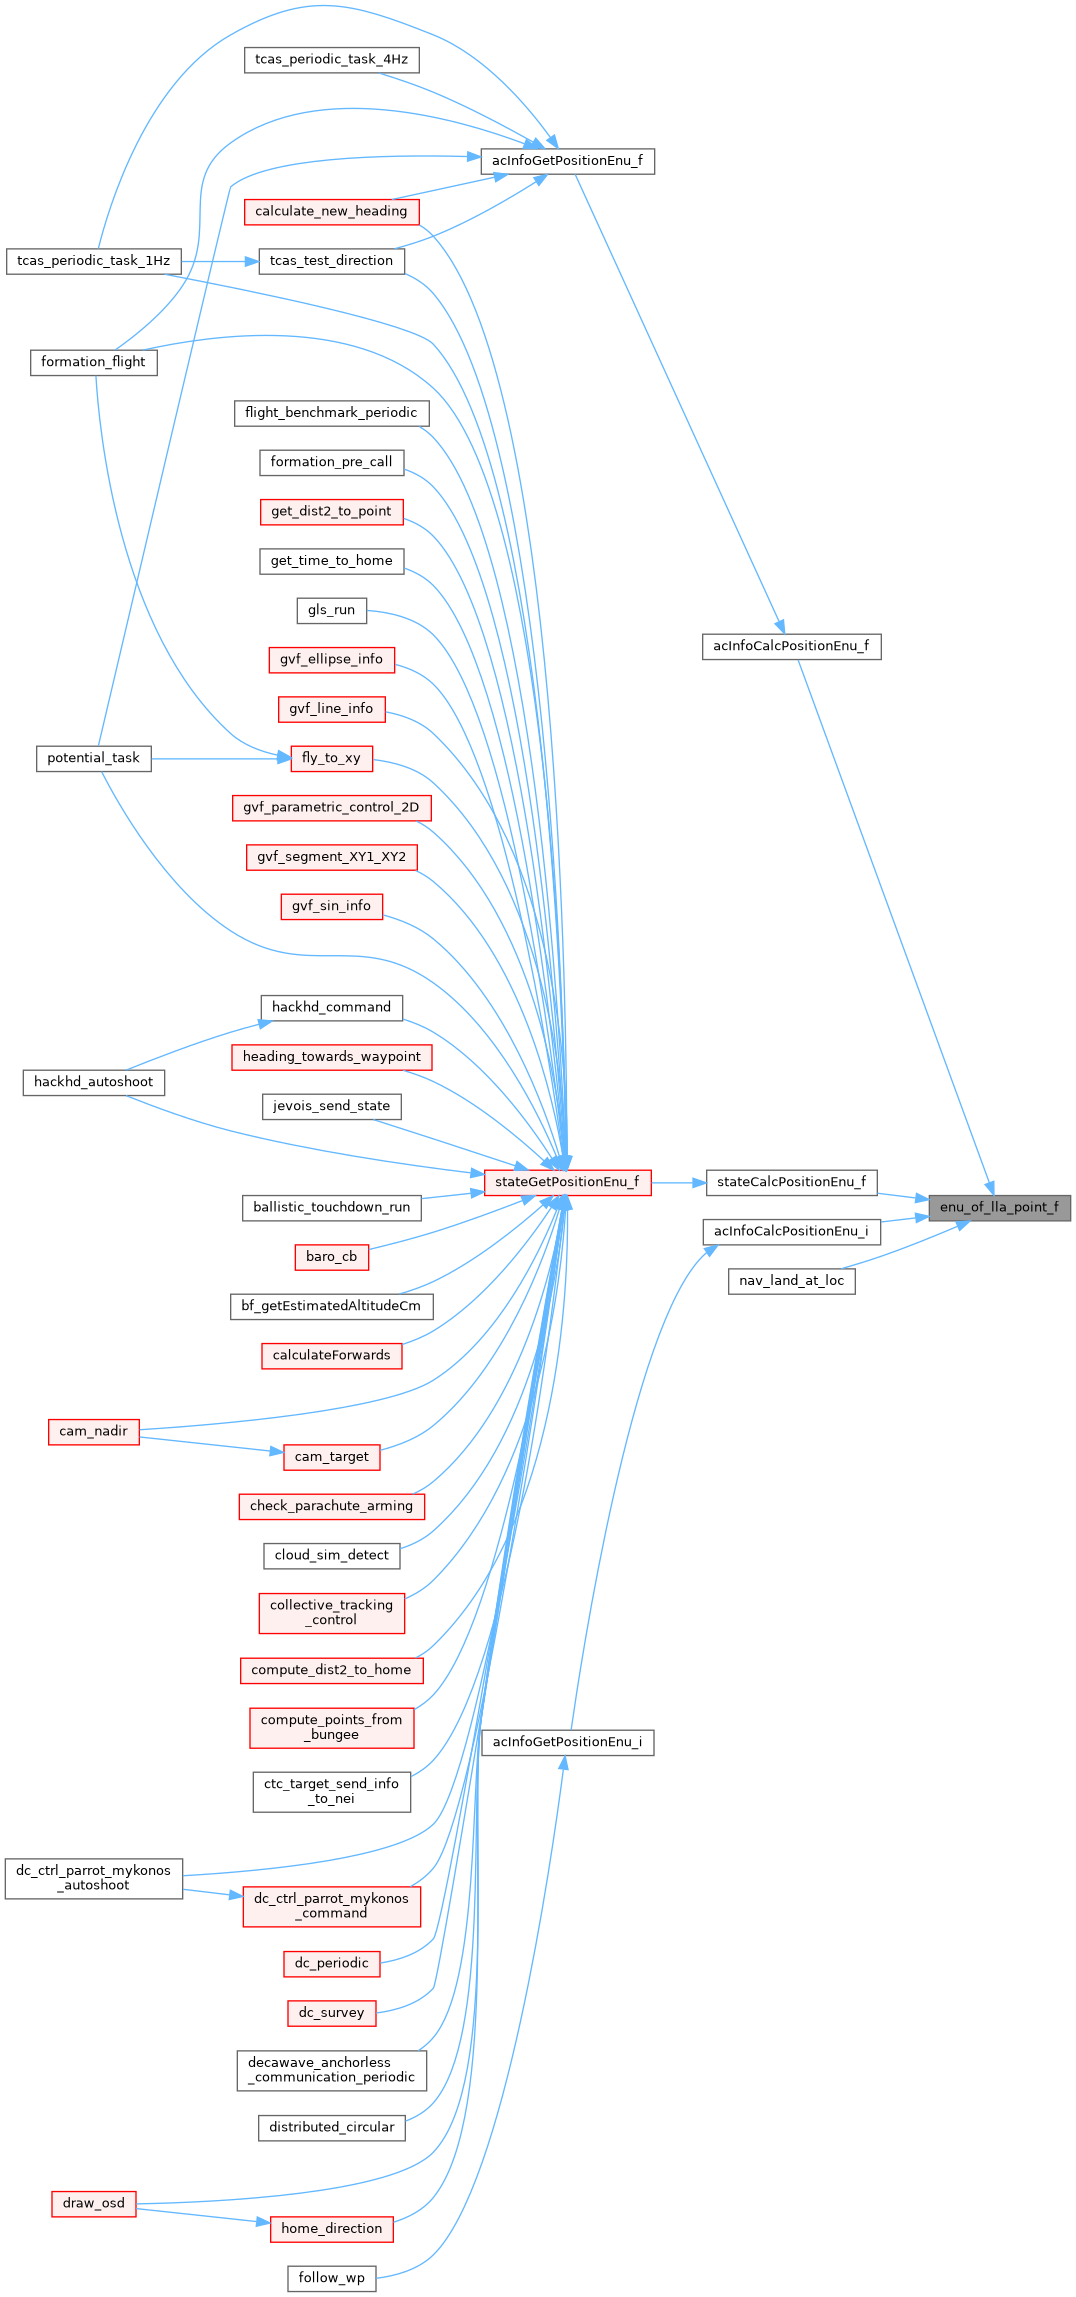 tcas_periodic_task_4Hz
acInfoGetPositionEnu_f
calculate_new_heading
tcas_periodic_task_1Hz
tcas_test_direction
formation_flight
flight_benchmark_periodic
formation_pre_call
get_dist2_to_point
get_time_to_home
gls_run
acInfoCalcPositionEnu_f
gvf_ellipse_info
gvf_line_info
potential_task
fly_to_xy
gvf_parametric_control_2D
gvf_segment_XY1_XY2
gvf_sin_info
hackhd_command
heading_towards_waypoint
hackhd_autoshoot
jevois_send_state
stateGetPositionEnu_f
stateCalcPositionEnu_f
enu_of_lla_point_f
ballistic_touchdown_run
acInfoCalcPositionEnu_i
baro_cb
nav_land_at_loc
bf_getEstimatedAltitudeCm
calculateForwards
cam_nadir
cam_target
check_parachute_arming
cloud_sim_detect
collective_tracking
_control
compute_dist2_to_home
compute_points_from
_bungee
acInfoGetPositionEnu_i
ctc_target_send_info
_to_nei
dc_ctrl_parrot_mykonos
_autoshoot
dc_ctrl_parrot_mykonos
_command
dc_periodic
dc_survey
decawave_anchorless
_communication_periodic
distributed_circular
draw_osd
home_direction
follow_wp